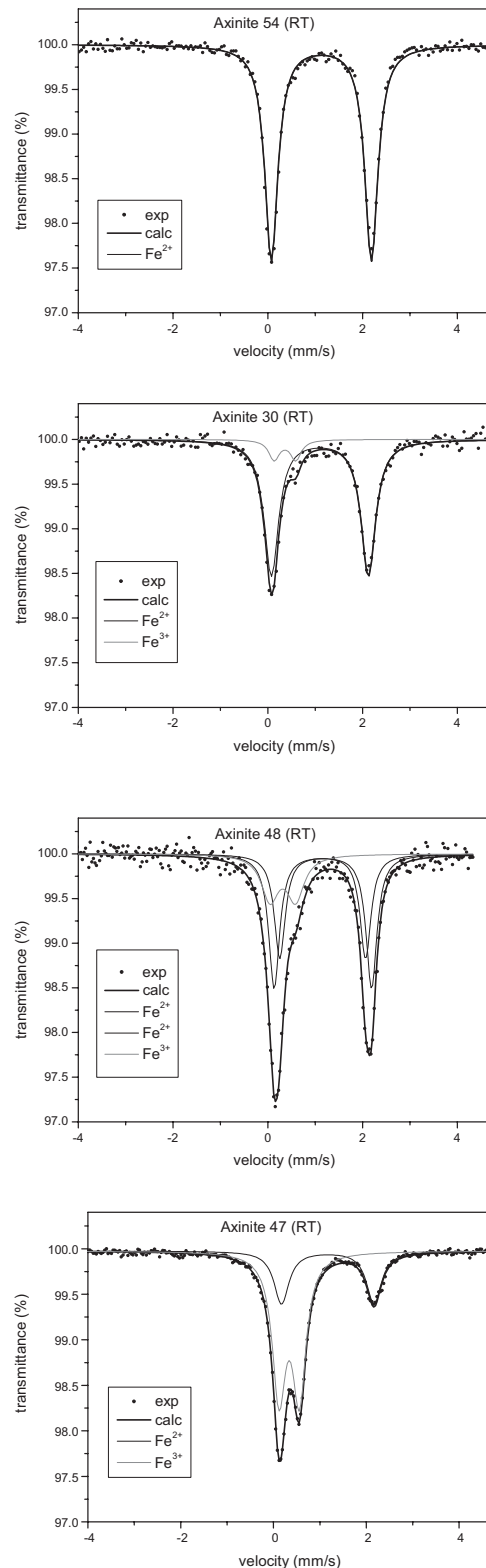 Axinite 54 (RT)
100.0
99.5
99.0
98.5
98.0
97.5
97.0
transmittance (%)
exp
calc
Fe²⁺
-4 -2 0 2 4
velocity (mm/s)
Axinite 30 (RT)
100.0
99.5
99.0
98.5
98.0
97.5
97.0
transmittance (%)
exp
calc
Fe²⁺
Fe³⁺
-4 -2 0 2 4
velocity (mm/s)
Axinite 48 (RT)
100.0
99.5
99.0
98.5
98.0
97.5
97.0
transmittance (%)
exp
calc
Fe²⁺
Fe²⁺
Fe³⁺
-4 -2 0 2 4
velocity (mm/s)
Axinite 47 (RT)
100.0
99.5
99.0
98.5
98.0
97.5
97.0
transmittance (%)
exp
calc
Fe²⁺
Fe³⁺
-4 -2 0 2 4
velocity (mm/s)